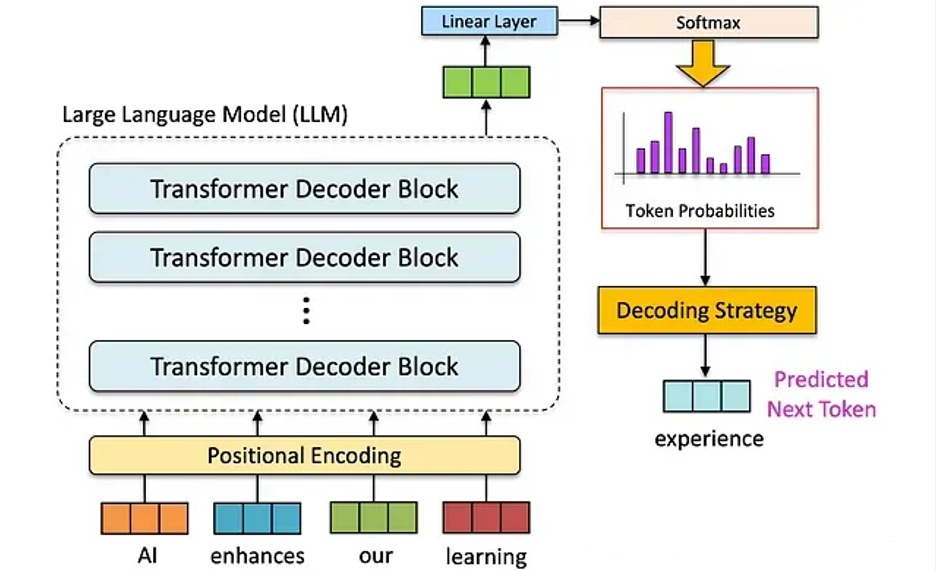 Linear Layer
Softmax
Large Language Model (LLM)
Transformer Decoder Block
Transformer Decoder Block
Transformer Decoder Block
Token Probabilities
Decoding Strategy
Predicted
Next Token
experience
Positional Encoding
AI
enhances
our
learning